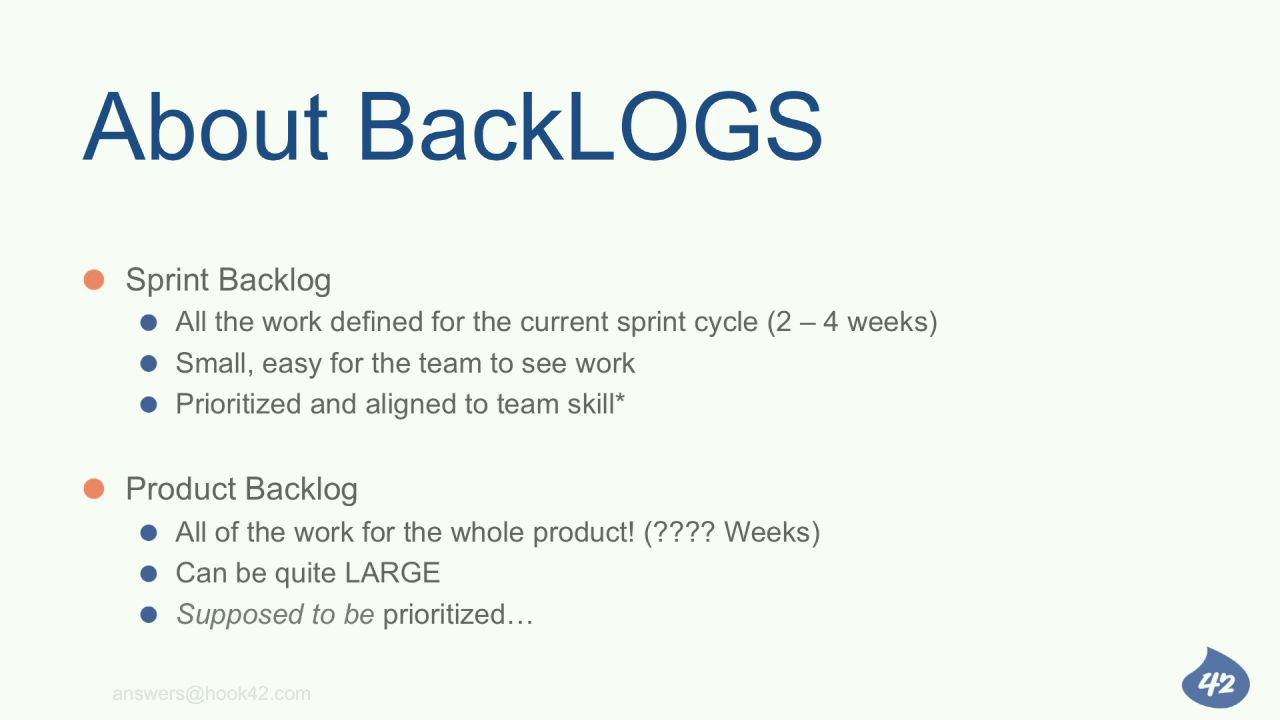 About BackLOGS
Sprint Backlog
All the work defined for the current sprint cycle (2 – 4 weeks)
Small, easy for the team to see work
Prioritized and aligned to team skill*
Product Backlog
All of the work for the whole product! (???? Weeks)
Can be quite LARGE
Supposed to be prioritized…
answers@hook42.com
42